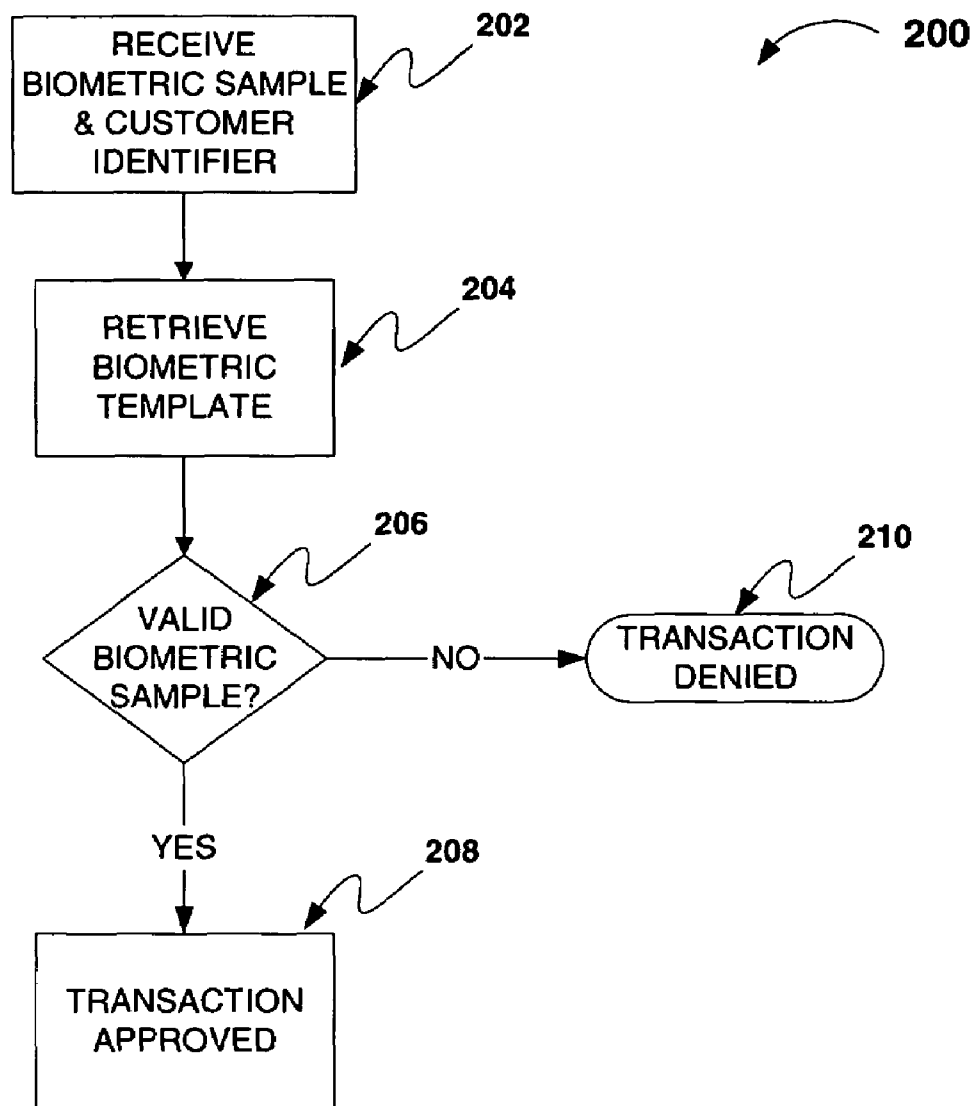 200
202
RECEIVE
BIOMETRIC SAMPLE
& CUSTOMER
IDENTIFIER
204
RETRIEVE
BIOMETRIC
TEMPLATE
206
VALID
BIOMETRIC
SAMPLE?
NO
210
TRANSACTION
DENIED
YES
208
TRANSACTION
APPROVED